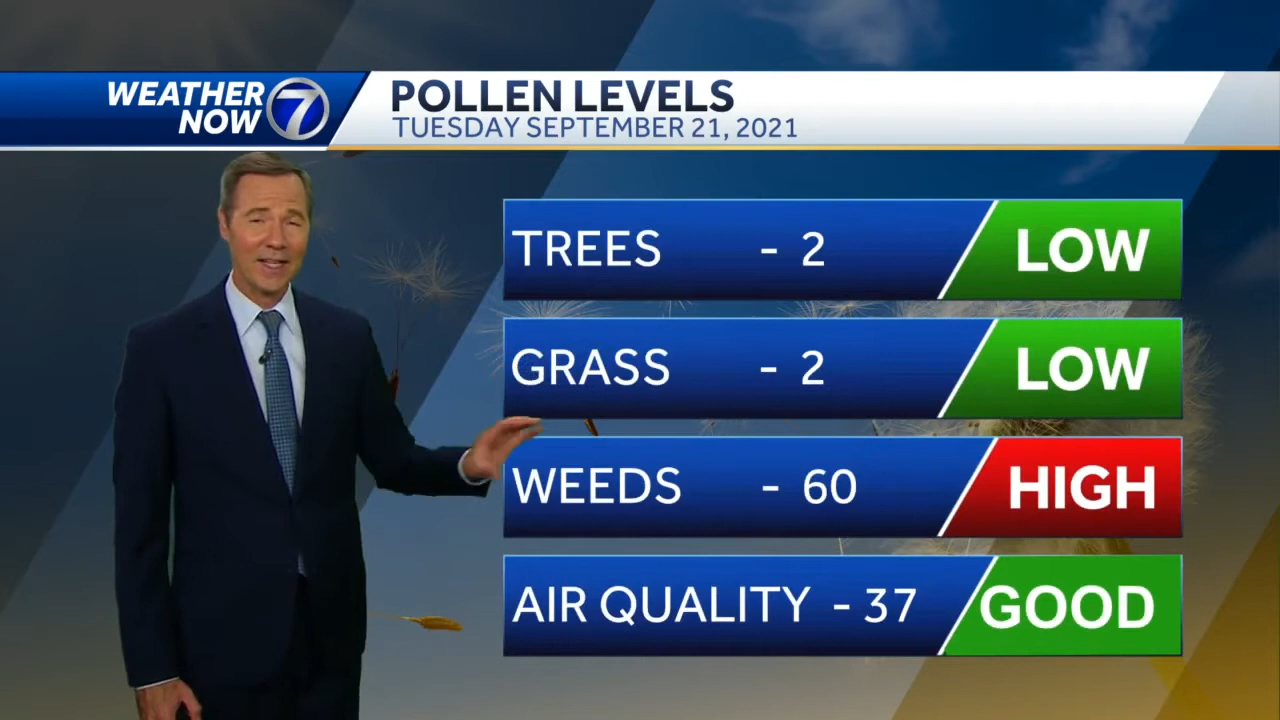 WEATHER
NOW 7
POLLEN LEVELS
TUESDAY SEPTEMBER 21, 2021
TREES - 2 LOW
GRASS - 2 LOW
WEEDS - 60 HIGH
AIR QUALITY - 37 GOOD